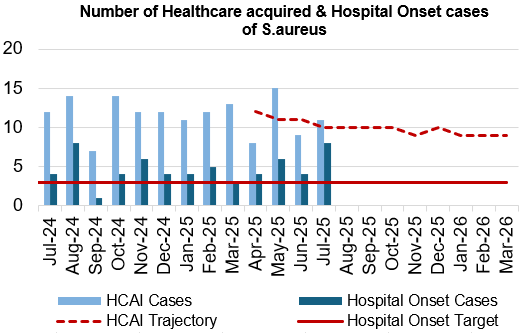 Number of Healthcare acquired & Hospital Onset cases
of S.aureus
20
15
10
5
0
Jul-24
Aug-24
Sep-24
Oct-24
Nov-24
Dec-24
Jan-25
Feb-25
Mar-25
Apr-25
May-25
Jun-25
Jul-25
Aug-25
Sep-25
Oct-25
Nov-25
Dec-25
Jan-26
Feb-26
Mar-26
HCAI Cases
Hospital Onset Cases
HCAI Trajectory
Hospital Onset Target